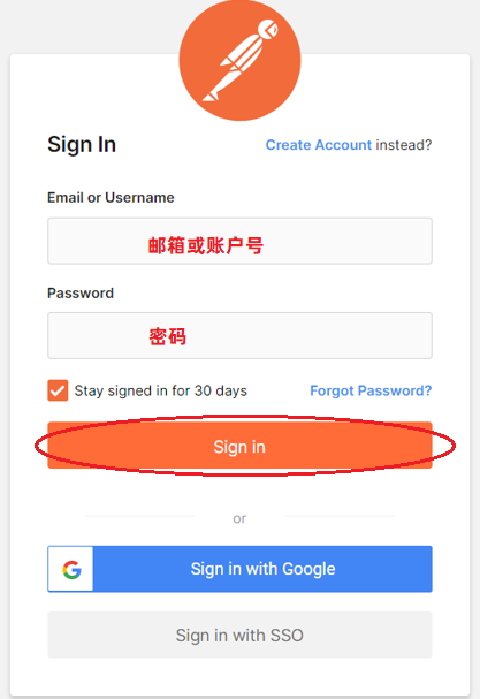 Sign In
Create Account instead?
Email or Username
邮箱或账户号
Password
密码
Stay signed in for 30 days
Forgot Password?
Sign in
or
G
Sign in with Google
Sign in with SSO